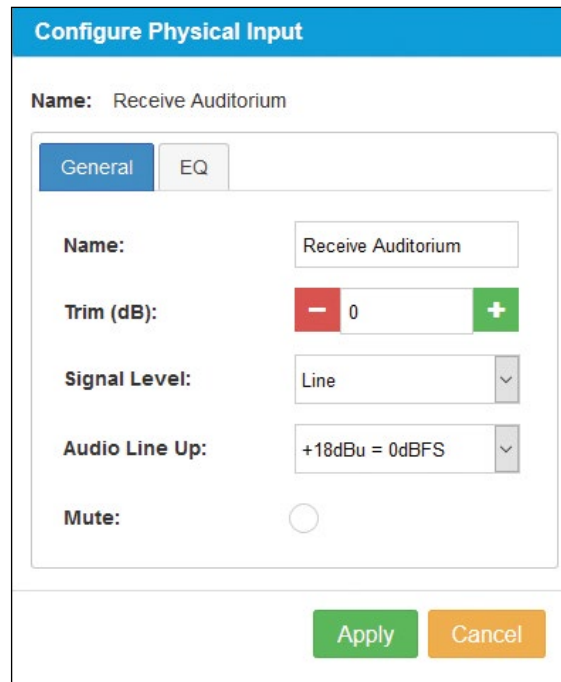 Configure Physical Input
Name: Receive Auditorium
General EQ
Name: Receive Auditorium
Trim (dB): − 0 +
Signal Level: Line
Audio Line Up: +18dBu = 0dBFS
Mute:
Apply Cancel